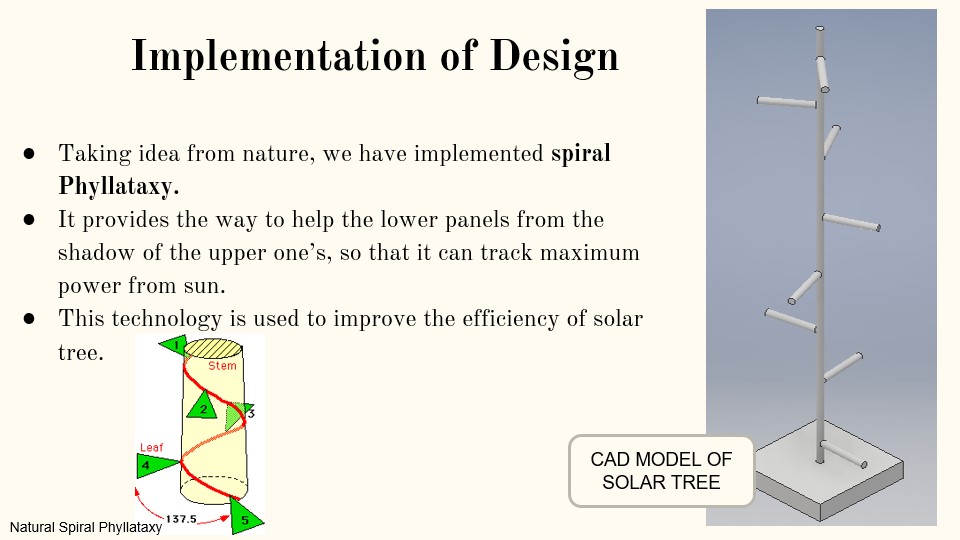 Implementation of Design
● Taking idea from nature, we have implemented spiral
Phyllataxy.
● It provides the way to help the lower panels from the
shadow of the upper one’s, so that it can track maximum
power from sun.
● This technology is used to improve the efficiency of solar
tree.
1
Stem
2
3
Leaf
4
137.5
5
Natural Spiral Phyllataxy
CAD MODEL OF
SOLAR TREE